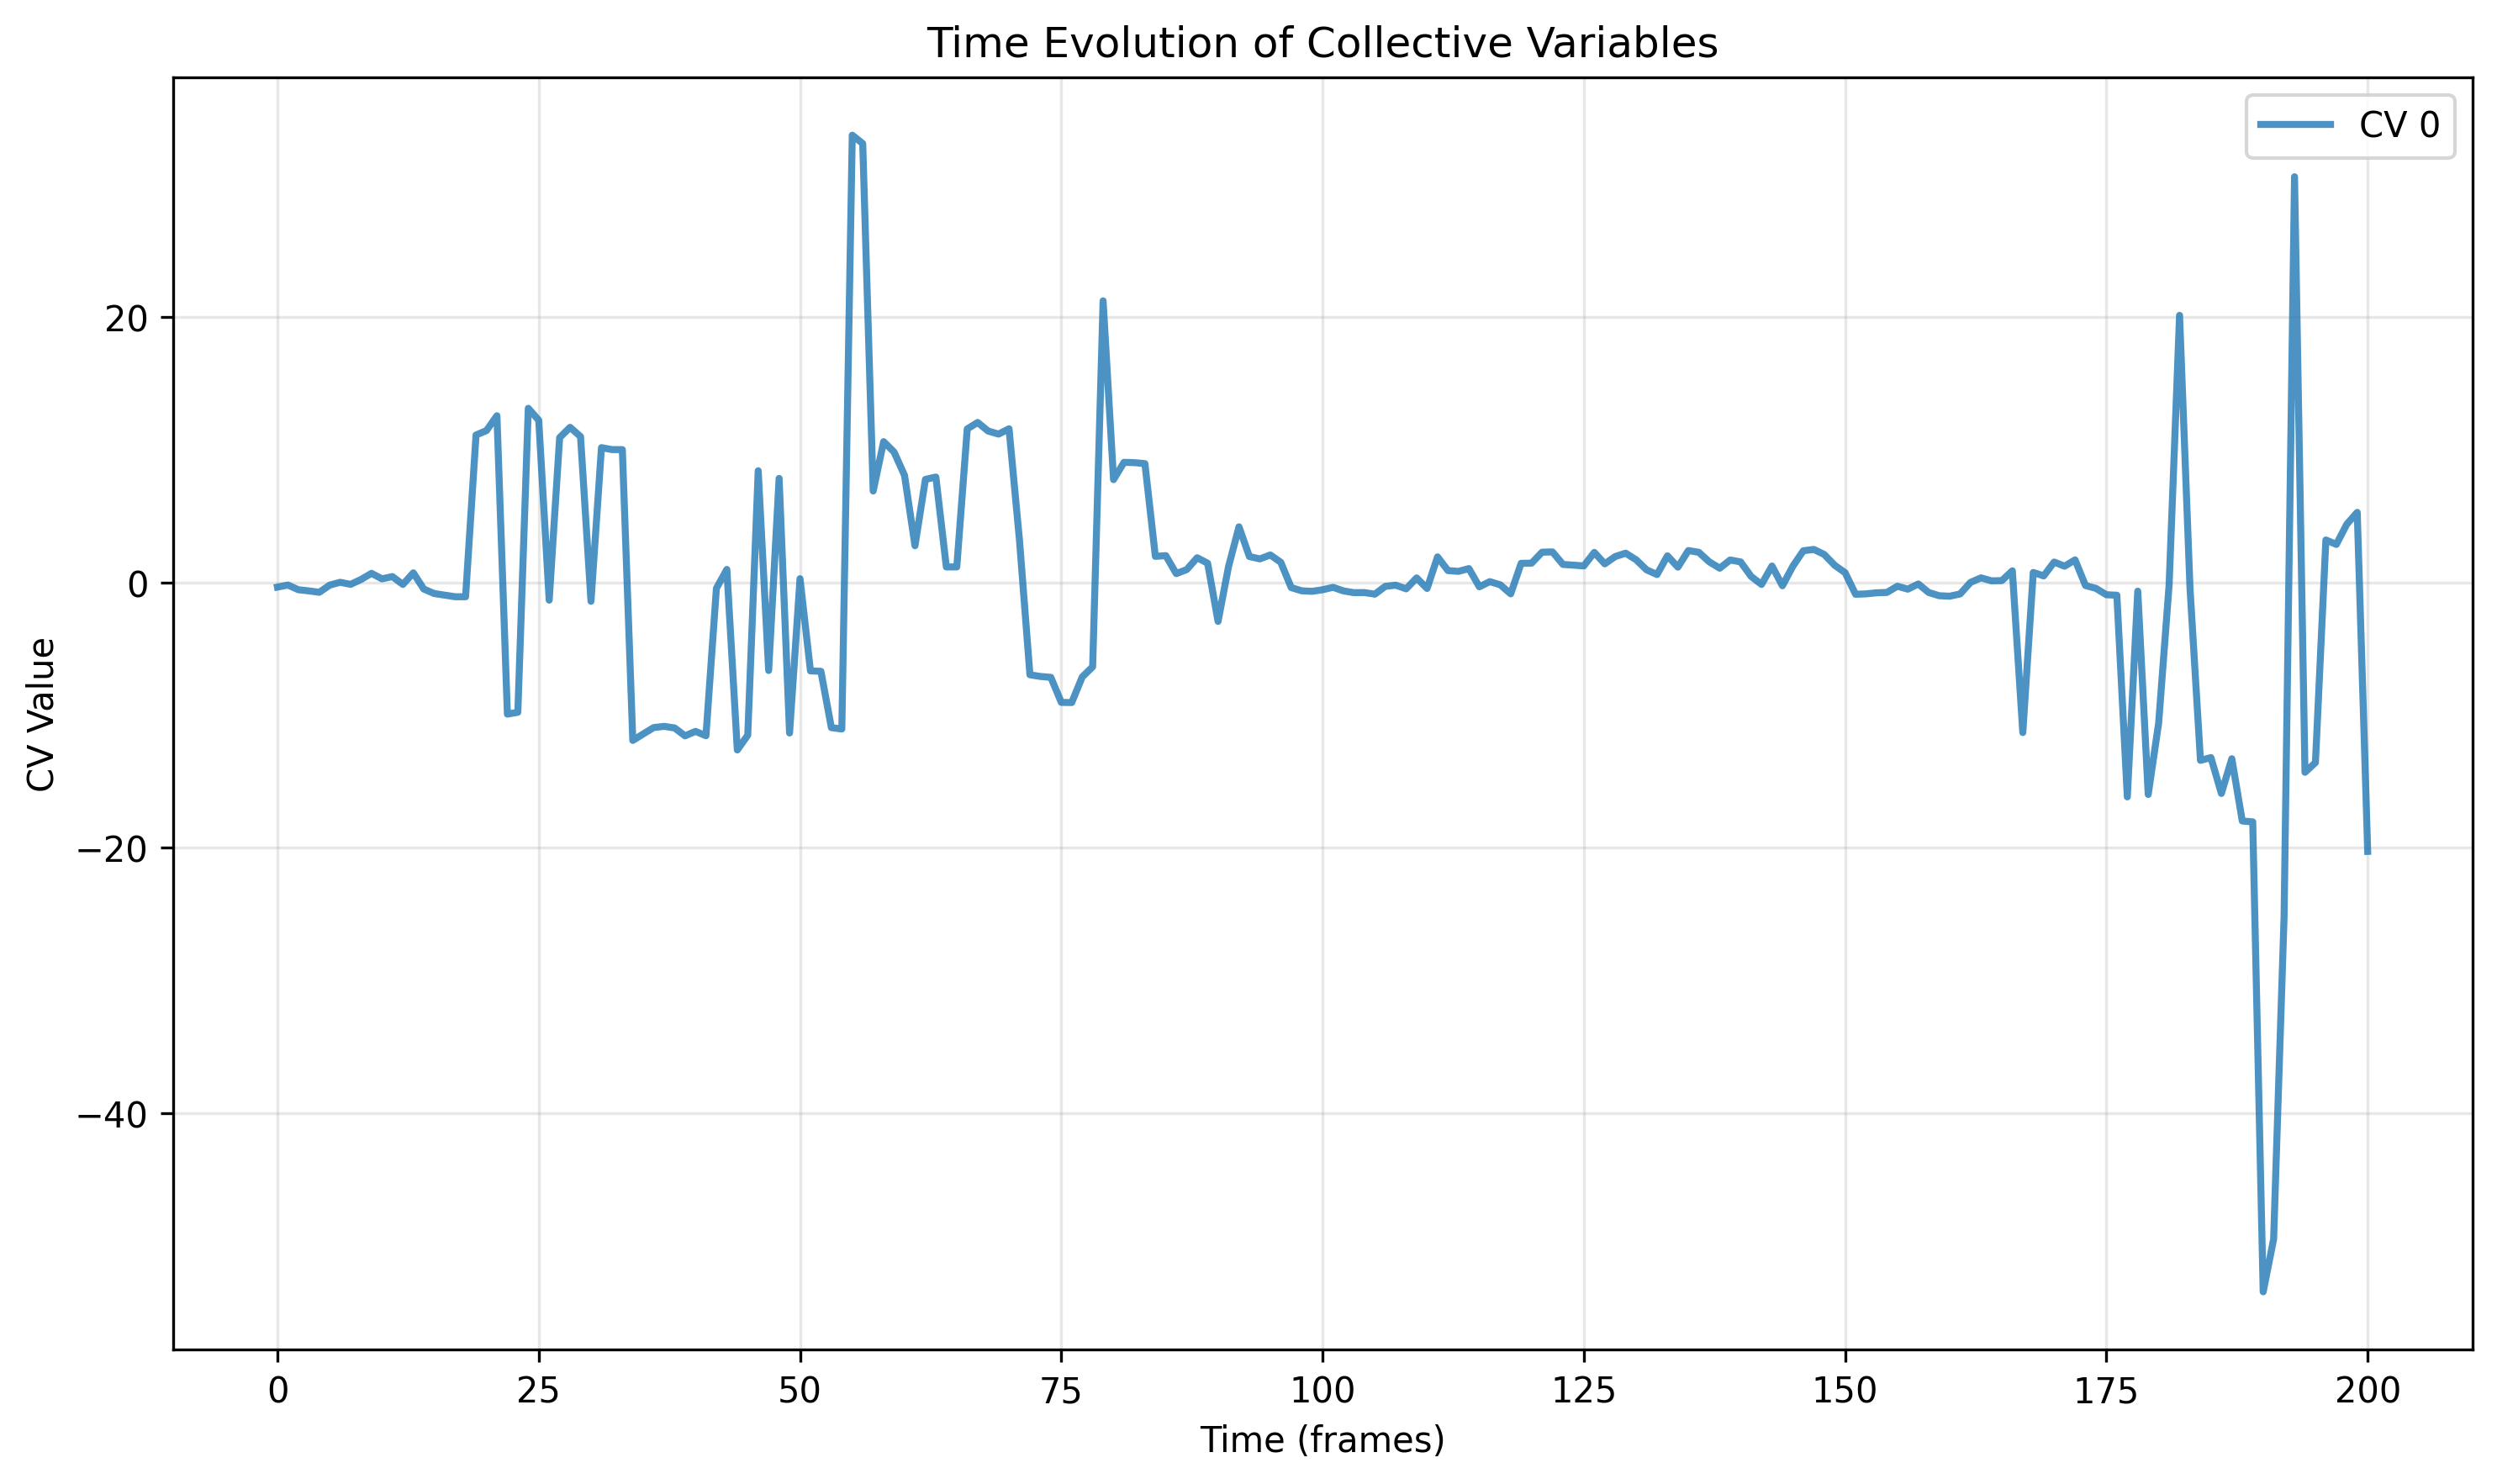 Time Evolution of Collective Variables
CV 0
20
0
−20
−40
CV Value
0 25 50 75 100 125 150 175 200
Time (frames)